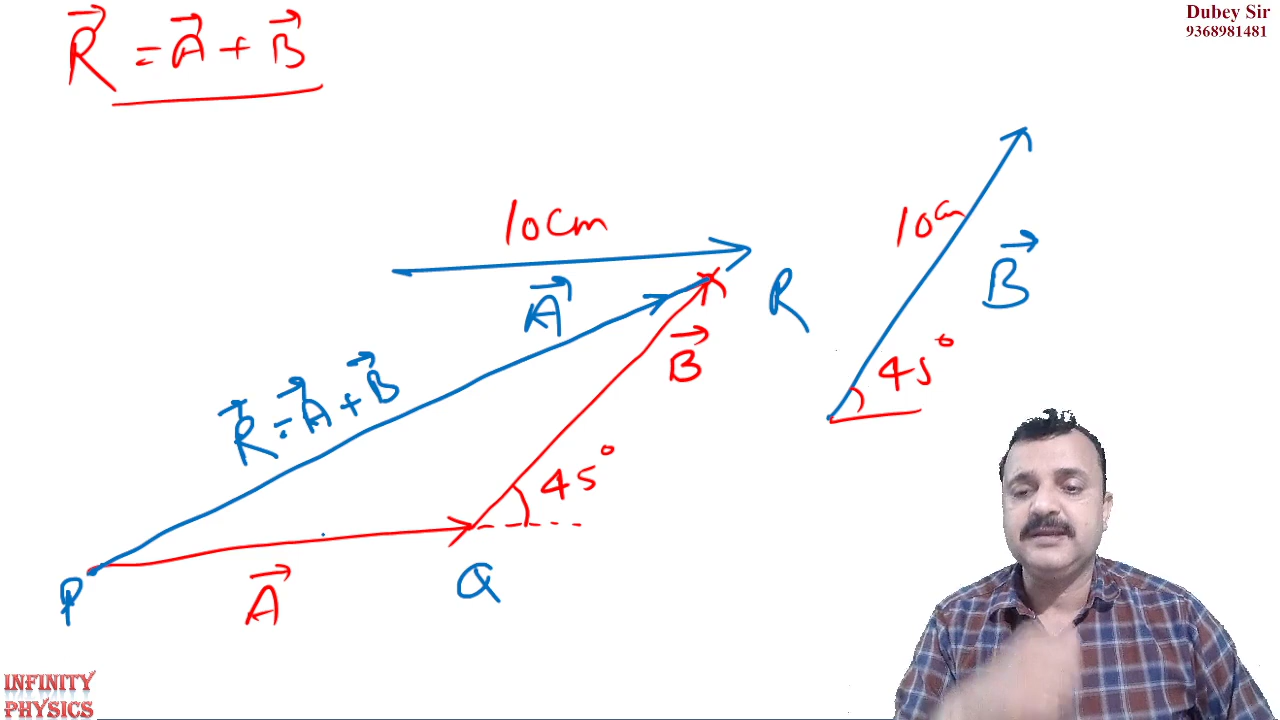 Dubey Sir
9368981481
R⃗ = A⃗ + B⃗
10cm
A⃗
R
B⃗
10cm
B⃗
45°
R⃗ = A⃗ + B⃗
45°
P
A⃗
Q
INFINITY
PHYSICS